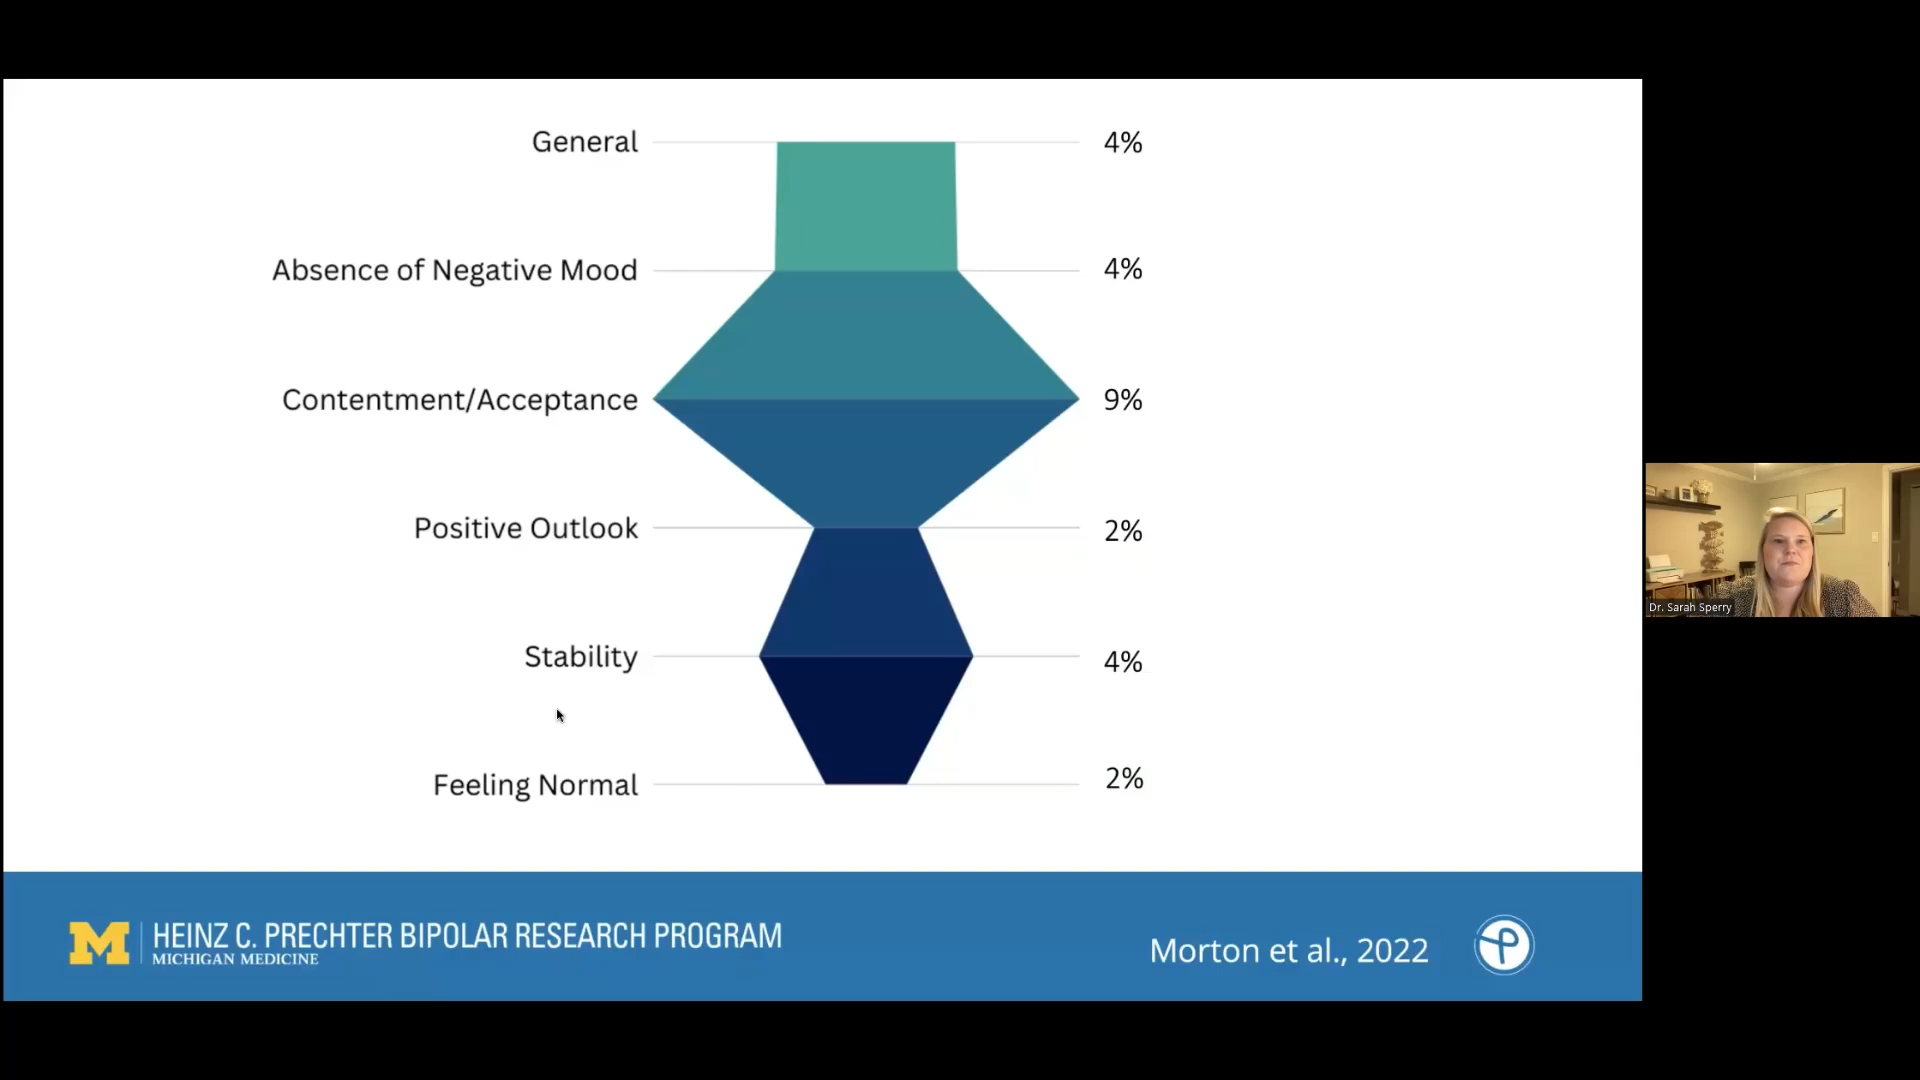 General 4%
Absence of Negative Mood 4%
Contentment/Acceptance 9%
Positive Outlook 2%
Stability 4%
Feeling Normal 2%
Dr. Sarah Sperry
M HEINZ C. PRECHTER BIPOLAR RESEARCH PROGRAM
MICHIGAN MEDICINE
Morton et al., 2022
P